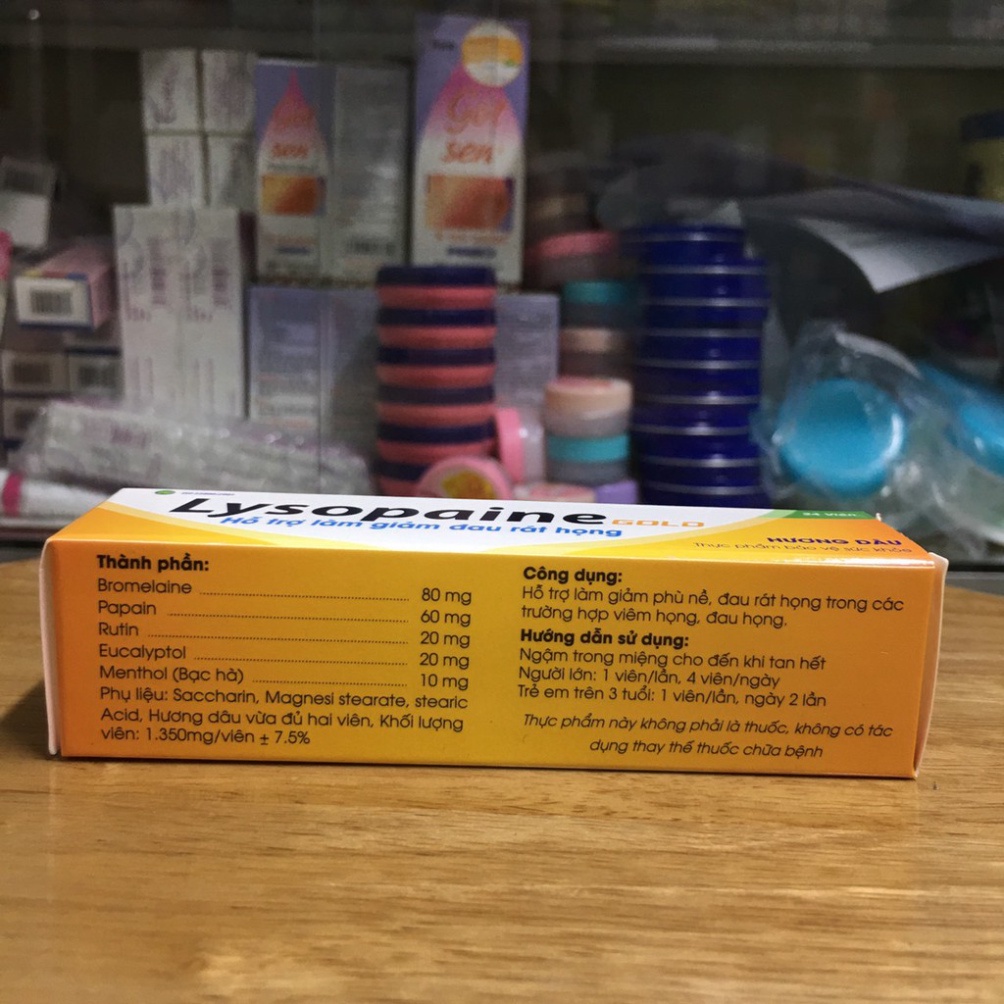 Gel
sen
sen
Lysopaine GOLD
Hỗ trợ làm giảm đau rát họng
24 viên
HƯƠNG DÂU
Thực phẩm bảo vệ sức khỏe
Thành phần:
Bromelaine 80 mg
Papain 60 mg
Rutin 20 mg
Eucalyptol 20 mg
Menthol (Bạc hà) 10 mg
Phụ liệu: Saccharin, Magnesi stearate, stearic
Acid, Hương dâu vừa đủ hai viên, Khối lượng
viên: 1.350mg/viên ± 7.5%
Công dụng:
Hỗ trợ làm giảm phù nề, đau rát họng trong các
trường hợp viêm họng, đau họng.
Hướng dẫn sử dụng:
Ngậm trong miệng cho đến khi tan hết
Người lớn: 1 viên/lần, 4 viên/ngày
Trẻ em trên 3 tuổi: 1 viên/lần, ngày 2 lần
Thực phẩm này không phải là thuốc, không có tác
dụng thay thế thuốc chữa bệnh